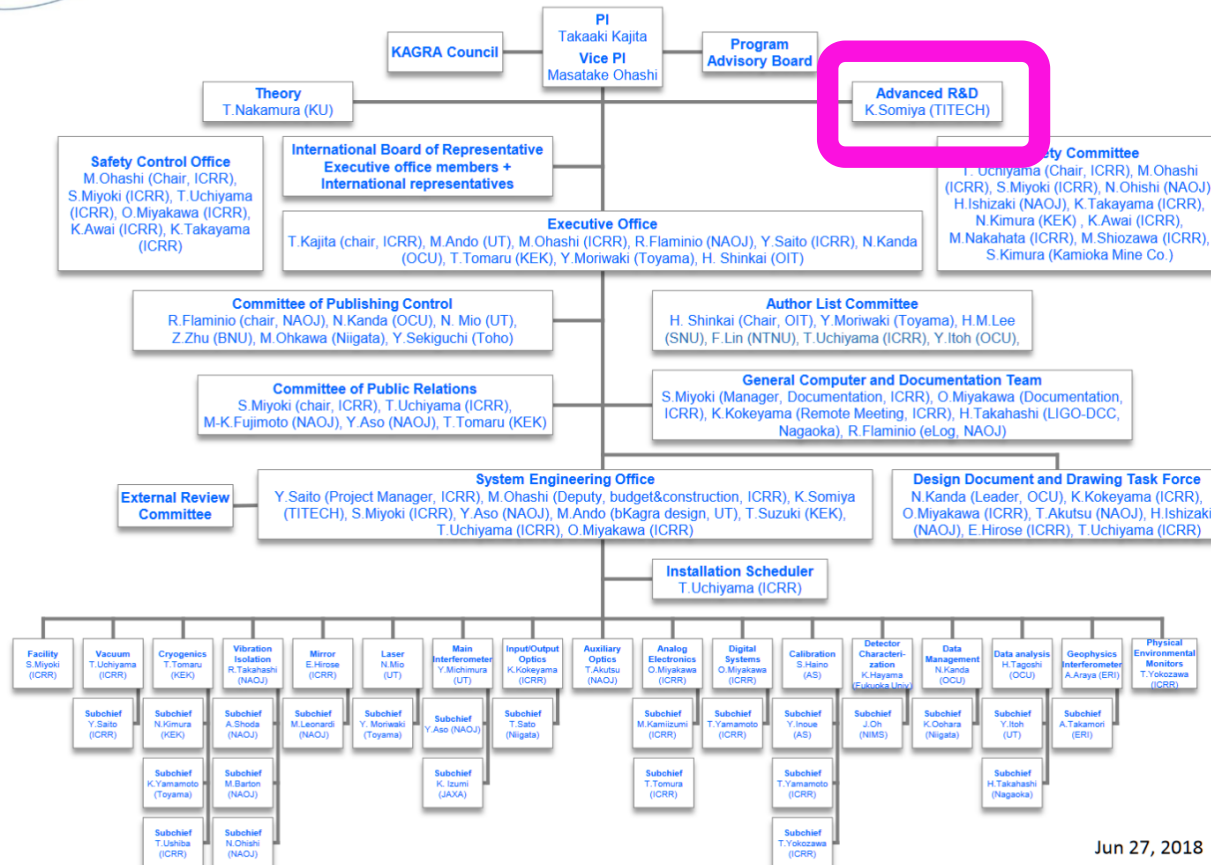 PI
Takaaki Kajita
Vice PI
Masatake Ohashi
KAGRA Council
Program
Advisory Board
Theory
T.Nakamura (KU)
Advanced R&D
K.Somiya (TITECH)
Safety Control Office
M.Ohashi (Chair, ICRR),
S.Miyoki (ICRR), T.Uchiyama
(ICRR), O.Miyakawa (ICRR),
K.Awai (ICRR), K.Takayama
(ICRR)
International Board of Representative
Executive office members +
International representatives
ety Committee
T. Uchiyama (Chair, ICRR), M.Ohashi
(ICRR), S.Miyoki (ICRR), N.Ohishi (NAOJ)
H.Ishizaki (NAOJ), K.Takayama (ICRR),
N.Kimura (KEK) , K.Awai (ICRR),
M.Nakahata (ICRR), M.Shiozawa (ICRR),
S.Kimura (Kamioka Mine Co.)
Executive Office
T.Kajita (chair, ICRR), M.Ando (UT), M.Ohashi (ICRR), R.Flaminio (NAOJ), Y.Saito (ICRR), N.Kanda
(OCU), T.Tomaru (KEK), Y.Moriwaki (Toyama), H. Shinkai (OIT)
Committee of Publishing Control
R.Flaminio (chair, NAOJ), N.Kanda (OCU), N. Mio (UT),
Z.Zhu (BNU), M.Ohkawa (Niigata), Y.Sekiguchi (Toho)
Author List Committee
H. Shinkai (Chair, OIT), Y.Moriwaki (Toyama), H.M.Lee
(SNU), F.Lin (NTNU), T.Uchiyama (ICRR), Y.Itoh (OCU),
Committee of Public Relations
S.Miyoki (chair, ICRR), T.Uchiyama (ICRR),
M-K.Fujimoto (NAOJ), Y.Aso (NAOJ), T.Tomaru (KEK)
General Computer and Documentation Team
S.Miyoki (Manager, Documentation, ICRR), O.Miyakawa (Documentation,
ICRR), K.Kokeyama (Remote Meeting, ICRR), H.Takahashi (LIGO-DCC,
Nagaoka), R.Flaminio (eLog, NAOJ)
External Review
Committee
System Engineering Office
Y.Saito (Project Manager, ICRR), M.Ohashi (Deputy, budget&construction, ICRR), K.Somiya
(TITECH), S.Miyoki (ICRR), Y.Aso (NAOJ), M.Ando (bKagra design, UT), T.Suzuki (KEK),
T.Uchiyama (ICRR), O.Miyakawa (ICRR)
Design Document and Drawing Task Force
N.Kanda (Leader, OCU), K.Kokeyama (ICRR),
O.Miyakawa (ICRR), T.Akutsu (NAOJ), H.Ishizaki
(NAOJ), E.Hirose (ICRR), T.Uchiyama (ICRR)
Installation Scheduler
T.Uchiyama (ICRR)
Facility
S.Miyoki
(ICRR)
Vacuum
T.Uchiyama
(ICRR)
Subchief
Y.Saito
(ICRR)
Cryogenics
T.Tomaru
(KEK)
Subchief
N.Kimura
(KEK)
Subchief
K.Yamamoto
(Toyama)
Subchief
T.Ushiba
(ICRR)
Vibration
Isolation
R.Takahashi
(NAOJ)
Subchief
A.Shoda
(NAOJ)
Subchief
M.Barton
(NAOJ)
Subchief
N.Ohishi
(NAOJ)
Mirror
E.Hirose
(ICRR)
Subchief
M.Leonardi
(NAOJ)
Laser
N.Mio
(UT)
Subchief
Y. Moriwaki
(Toyama)
Main
Interferometer
Y.Michimura
(UT)
Subchief
Y.Aso (NAOJ)
Subchief
K. Izumi
(JAXA)
Input/Output
Optics
K.Kokeyama
(ICRR)
Subchief
T.Sato
(Niigata)
Auxiliary
Optics
T.Akutsu
(NAOJ)
Analog
Electronics
O.Miyakawa
(ICRR)
Subchief
M.Kamiizumi
(ICRR)
Subchief
T.Tomura
(ICRR)
Digital
Systems
O.Miyakawa
(ICRR)
Subchief
T.Yamamoto
(ICRR)
Calibration
S.Haino
(AS)
Subchief
Y.Inoue
(AS)
Subchief
T.Yamamoto
(ICRR)
Subchief
T.Yokozawa
(ICRR)
Detector
Characteri-
zation
K.Hayama
(Fukuoka Univ)
Subchief
J.Oh
(NIMS)
Data
Management
N.Kanda
(OCU)
Subchief
K.Oohara
(Niigata)
Data analysis
H.Tagoshi
(OCU)
Subchief
Y.Itoh
(UT)
Subchief
H.Takahashi
(Nagaoka)
Geophysics
Interferometer
A.Araya (ERI)
Subchief
A.Takamori
(ERI)
Physical
Environmental
Monitors
T.Yokozawa
(ICRR)
Jun 27, 2018